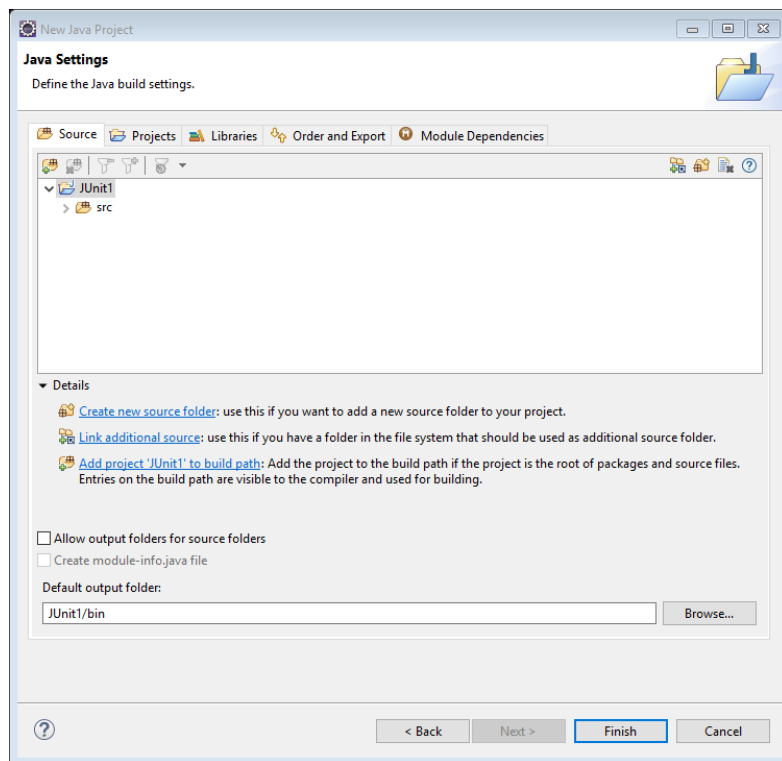 New Java Project
Java Settings
Define the Java build settings.
Source Projects Libraries Order and Export Module Dependencies
JUnit1
src
Details
Create new source folder: use this if you want to add a new source folder to your project.
Link additional source: use this if you have a folder in the file system that should be used as additional source folder.
Add project 'JUnit1' to build path: Add the project to the build path if the project is the root of packages and source files.
Entries on the build path are visible to the compiler and used for building.
Allow output folders for source folders
Create module-info.java file
Default output folder:
JUnit1/bin Browse...
< Back Next > Finish Cancel